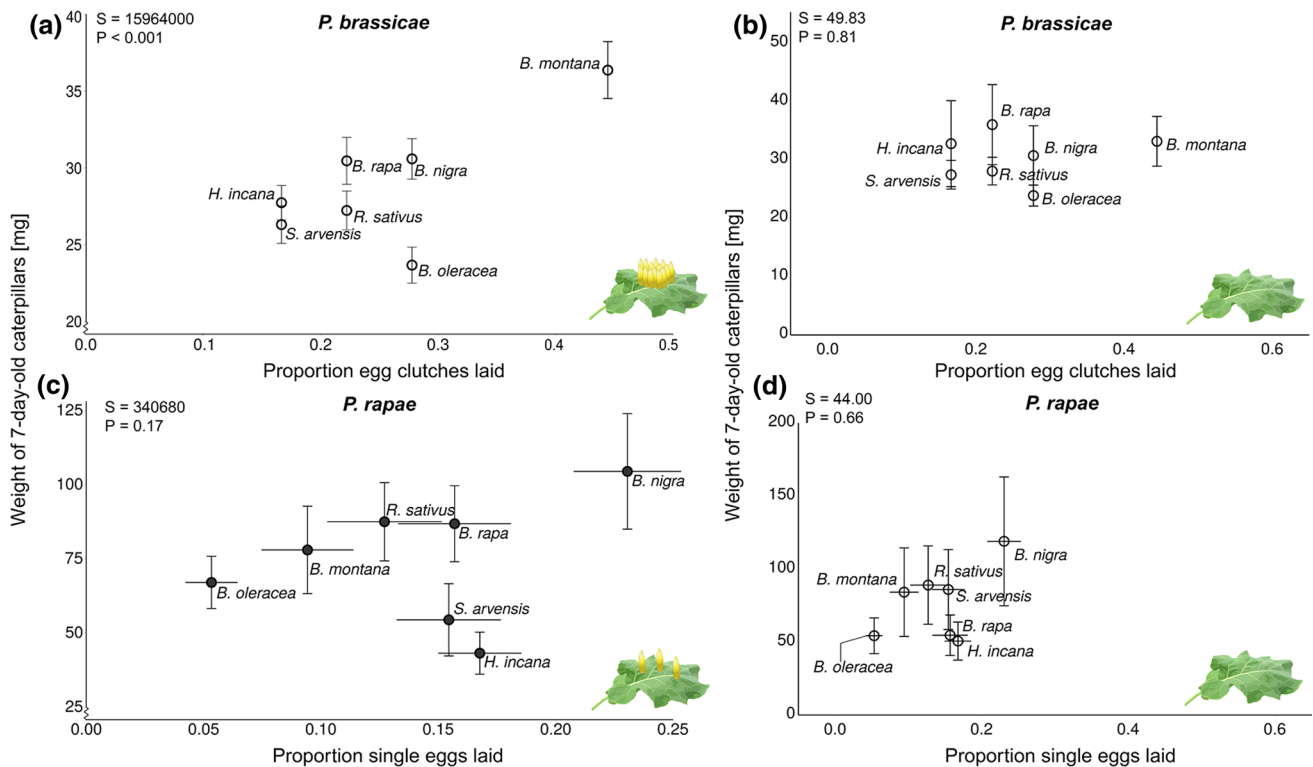 (a)
S = 15964000
P < 0.001
P. brassicae
40
35
30
25
20
B. montana
B. rapa
B. nigra
H. incana
R. sativus
S. arvensis
B. oleracea
0.0 0.1 0.2 0.3 0.4 0.5
Proportion egg clutches laid
(b)
S = 49.83
P = 0.81
P. brassicae
50
40
30
20
10
0
B. rapa
H. incana
B. nigra
B. montana
S. arvensis
R. sativus
B. oleracea
0.0 0.2 0.4 0.6
Proportion egg clutches laid
Weight of 7-day-old caterpillars [mg]
Weight of 7-day-old caterpillars [mg]
(c)
S = 340680
P = 0.17
P. rapae
125
100
75
50
25
B. nigra
R. sativus
B. rapa
B. montana
B. oleracea
S. arvensis
H. incana
0.00 0.05 0.10 0.15 0.20 0.25
Proportion single eggs laid
(d)
S = 44.00
P = 0.66
P. rapae
200
150
100
50
0
B. nigra
R. sativus
B. montana
S. arvensis
B. rapa
H. incana
B. oleracea
0.0 0.2 0.4 0.6
Proportion single eggs laid